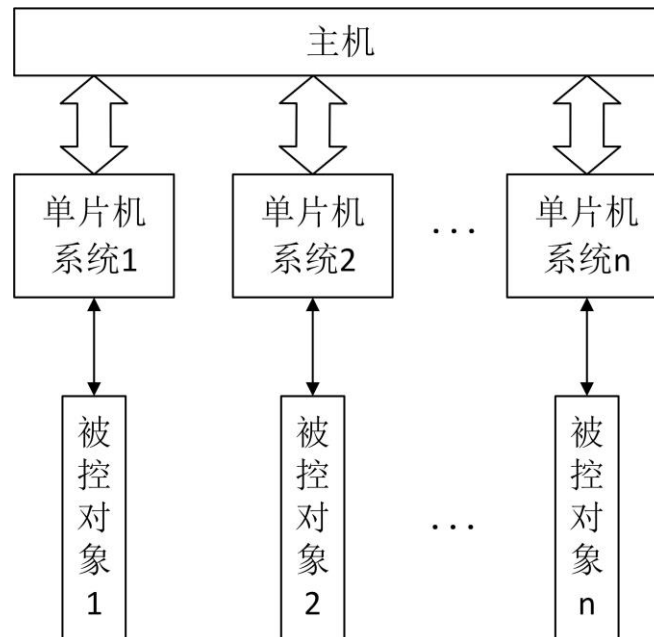 主机
单片机
系统1
单片机
系统2
...
单片机
系统n
被控对象1
被控对象2
...
被控对象n